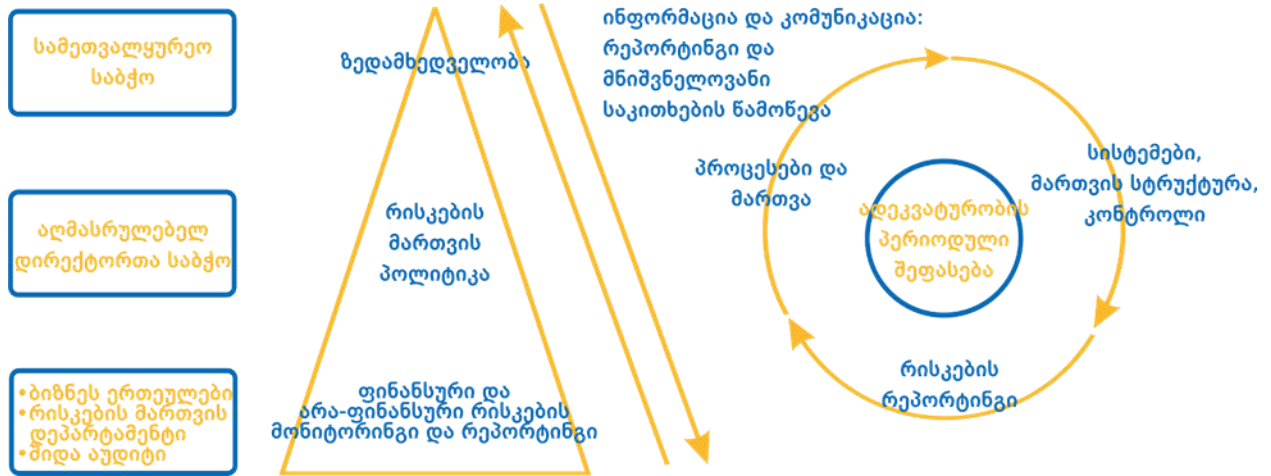 სამეთვალყურეო
საბჭო
ზედამხედველობა
ინფორმაცია და კომუნიკაცია:
რეპორტინგი და
მნიშვნელოვანი
საკითხების წამოწევა
აღმასრულებელ
დირექტორთა საბჭო
რისკების
მართვის
პოლიტიკა
პროცესები და
მართვა
სისტემები,
მართვის სტრუქტურა,
კონტროლი
ადეკვატურობის
პერიოდული
შეფასება
რისკების
რეპორტინგი
•ბიზნეს ერთეულები
•რისკების მართვის
დეპარტამენტი
•შიდა აუდიტი
ფინანსური და
არა-ფინანსური რისკების
მონიტორინგი და რეპორტინგი